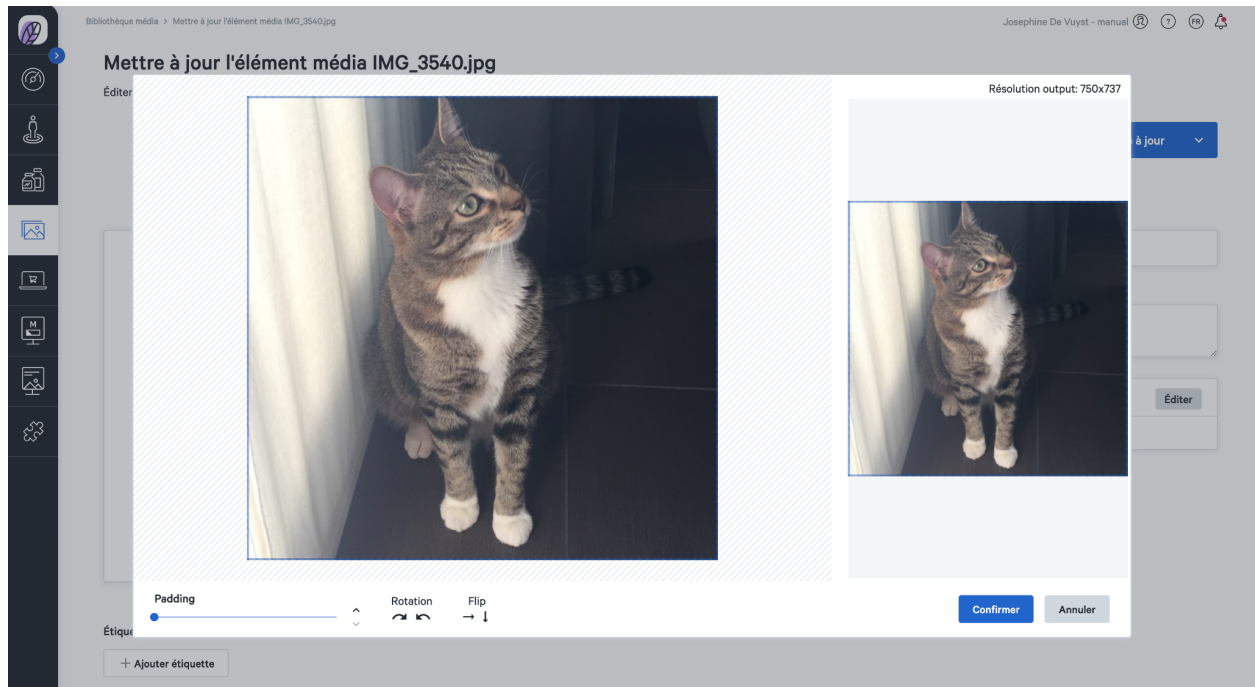 Bibliothèque média > Mettre à jour l'élément média IMG_3540.jpg
Josephine De Vuyst - manual
?
FR
Mettre à jour l'élément média IMG_3540.jpg
Éditer
Résolution output: 750x737
à jour
M
Éditer
Padding
Rotation
Flip
Confirmer
Annuler
Étique
+ Ajouter étiquette